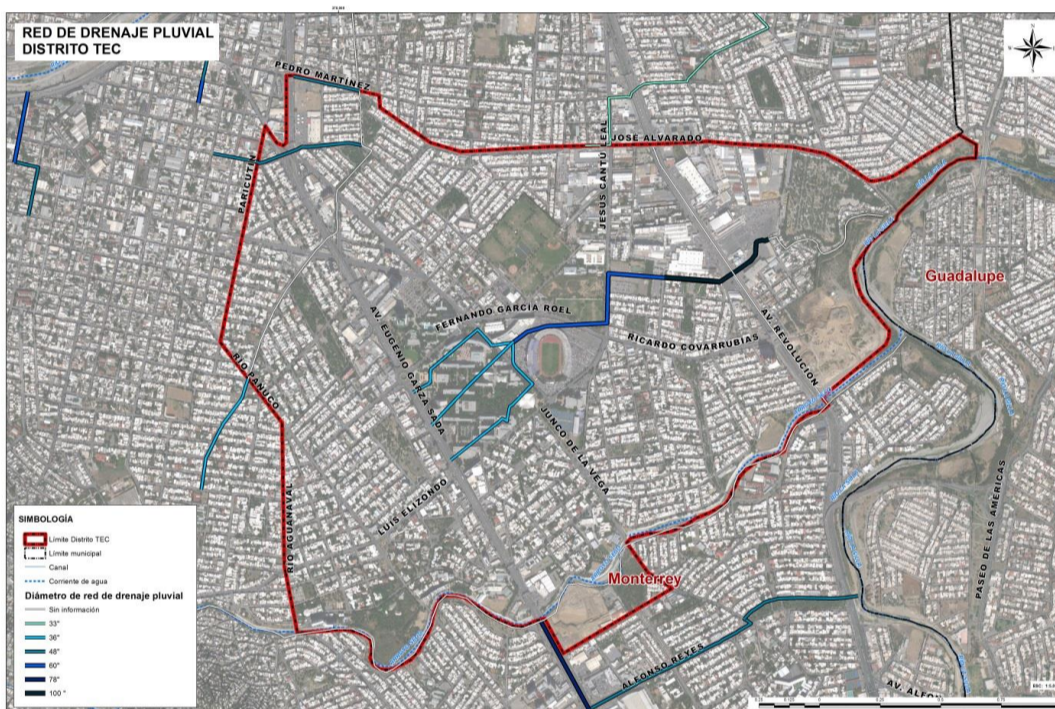 RED DE DRENAJE PLUVIAL
DISTRITO TEC
N
PEDRO MARTÍNEZ
JOSE ALVARADO
PARICUTÍN
JESUS CANTÚ LEAL
Guadalupe
FERNANDO GARCIA ROEL
RICARDO COVARRUBIAS
AV. REVOLUCIÓN
AV. EUGENIO GARZA SADA
RIO PANUCO
JUNCO DE LA VEGA
LUIS ELIZONDO
RIO AGUANAVAL
PASEO DE LAS AMERICAS
Monterrey
ALFONSO REYES
SIMBOLOGÍA
Límite Distrito TEC
Límite municipal
Canal
Corriente de agua
Diámetro de red de drenaje pluvial
Sin información
33"
36"
48"
60"
78"
100 "